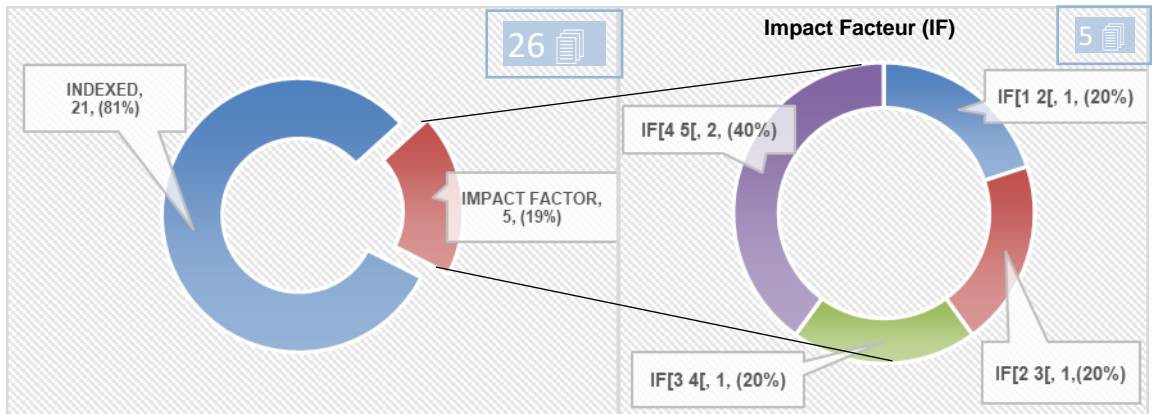 26
INDEXED,
21, (81%)
IMPACT FACTOR,
5, (19%)
Impact Facteur (IF)
5
IF[1 2[, 1, (20%)
IF[4 5[, 2, (40%)
IF[3 4[, 1, (20%)
IF[2 3[, 1,(20%)